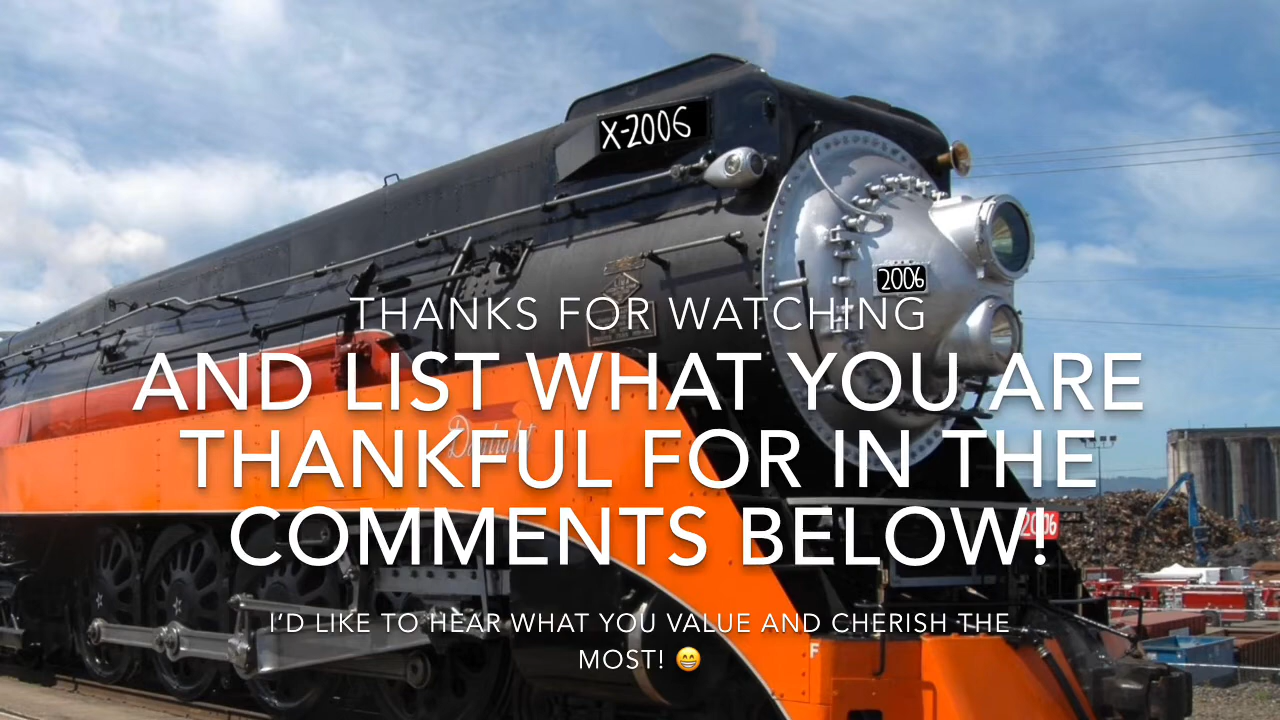 X-2006
2006
THANKS FOR WATCHING
AND LIST WHAT YOU ARE
THANKFUL FOR IN THE
COMMENTS BELOW!
Daylight
2006
I’D LIKE TO HEAR WHAT YOU VALUE AND CHERISH THE
MOST! 😁
F